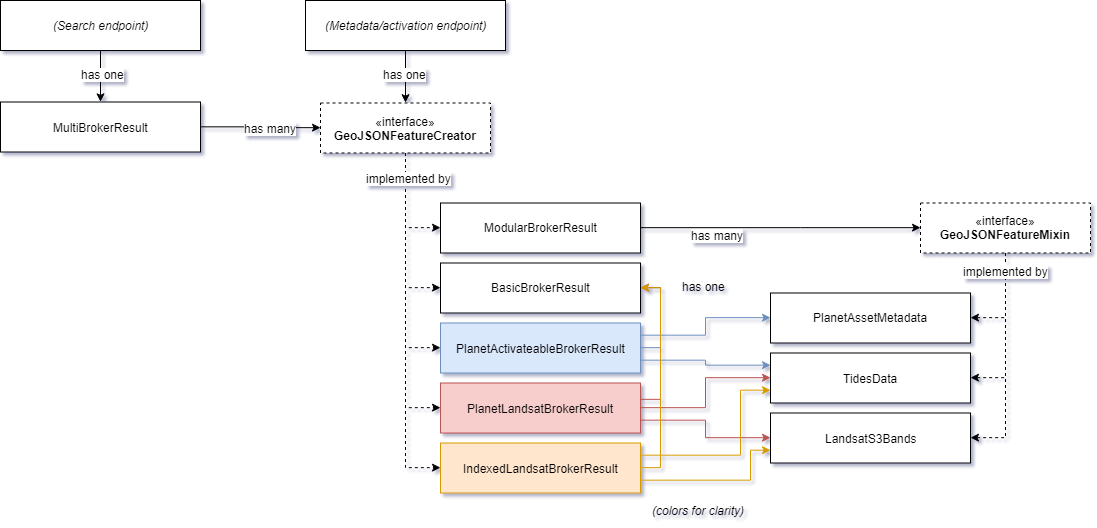 (Search endpoint)
(Metadata/activation endpoint)
has one
has one
MultiBrokerResult
has many
«interface»
GeoJSONFeatureCreator
implemented by
ModularBrokerResult
has many
«interface»
GeoJSONFeatureMixin
implemented by
BasicBrokerResult
has one
PlanetActivateableBrokerResult
PlanetAssetMetadata
TidesData
PlanetLandsatBrokerResult
LandsatS3Bands
IndexedLandsatBrokerResult
(colors for clarity)